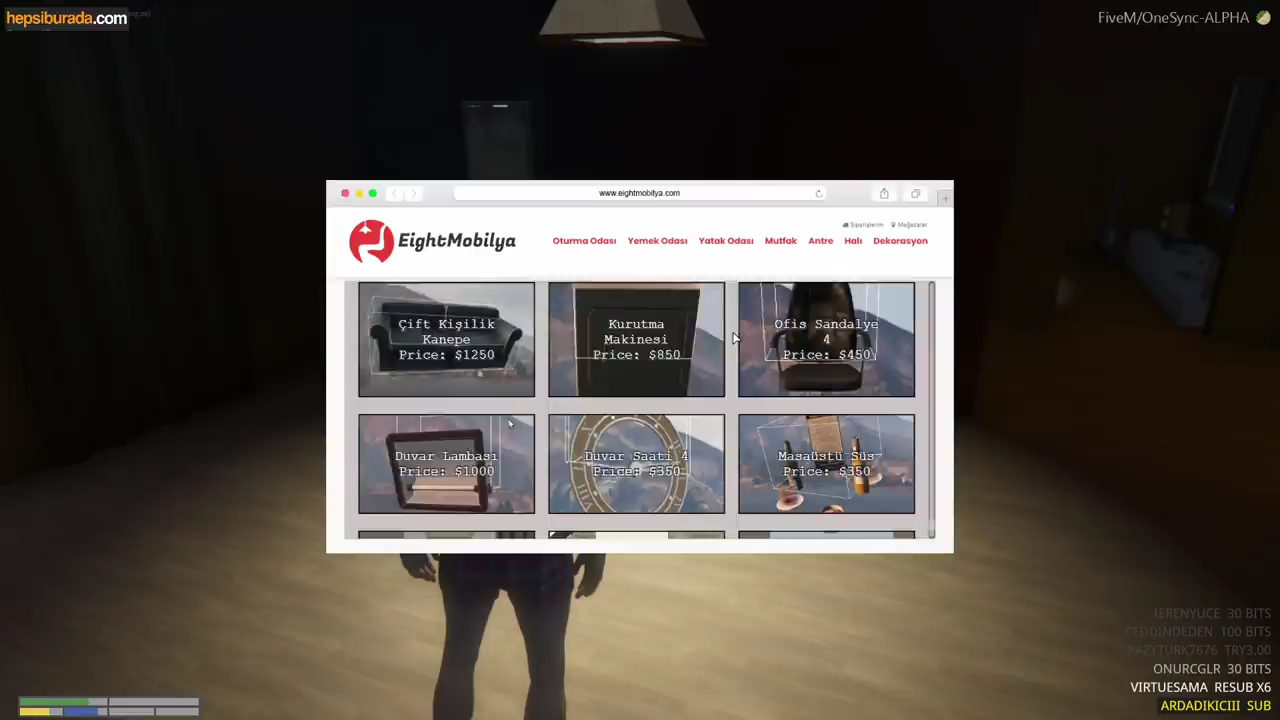 hepsiburada.com
FiveM/OneSync-ALPHA
www.eightmobilya.com
EightMobilya
Siparişlerim Mağazalar
Oturma Odası Yemek Odası Yatak Odası Mutfak Antre Halı Dekorasyon
Çift Kişilik
Kanepe
Price: $1250
Kurutma
Makinesi
Price: $850
Ofis Sandalye
4
Price: $450
Duvar Lambası
Price: $1000
Duvar Saati 4
Price: $350
Masaüstü Süs
Price: $350
IERENYUCE 30 BITS
CEDDINDEDEN 100 BITS
CRAZYTURK7676 TRY3.00
ONURCGLR 30 BITS
VIRTUESAMA RESUB X6
ARDADIKICIII SUB